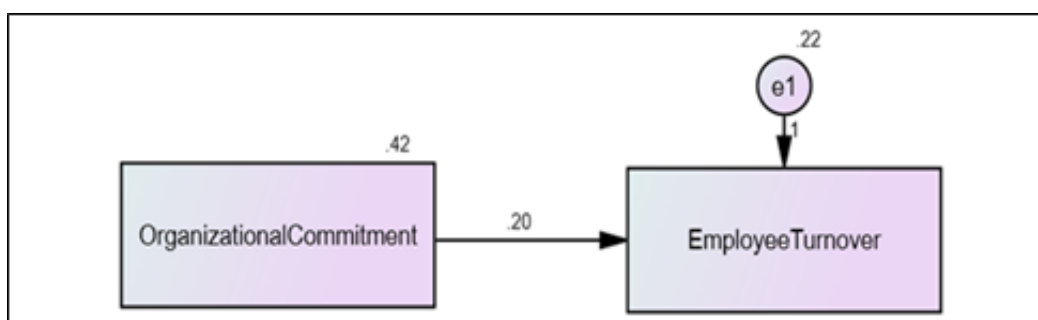 .22
e1
1
.42
OrganizationalCommitment
.20
EmployeeTurnover